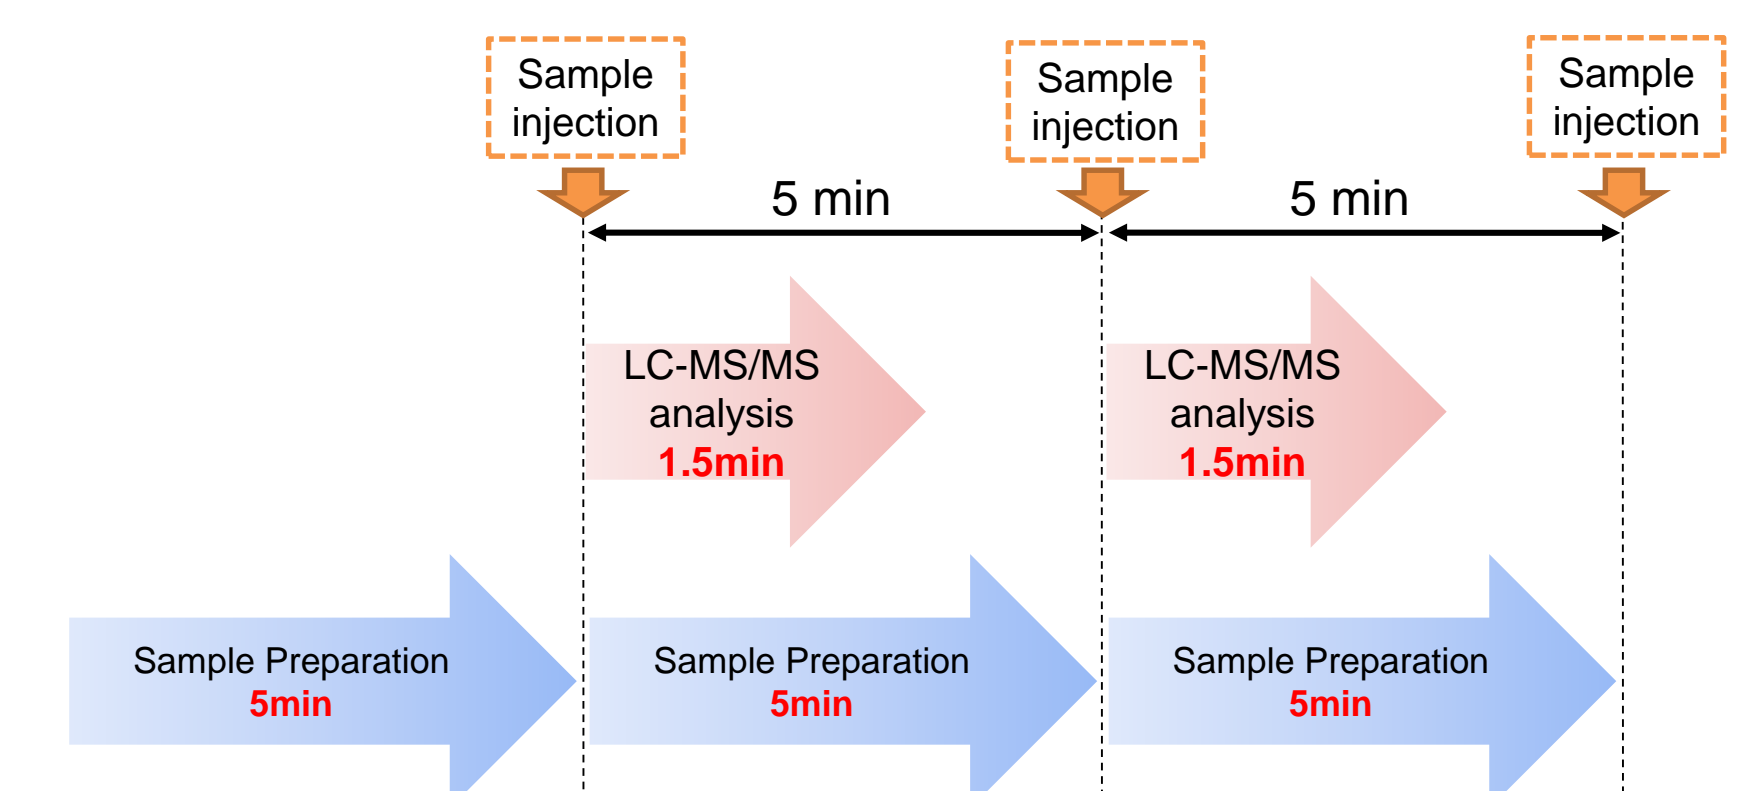 Sample
injection
Sample
injection
Sample
injection
5 min
5 min
LC-MS/MS
analysis
1.5min
LC-MS/MS
analysis
1.5min
Sample Preparation
5min
Sample Preparation
5min
Sample Preparation
5min